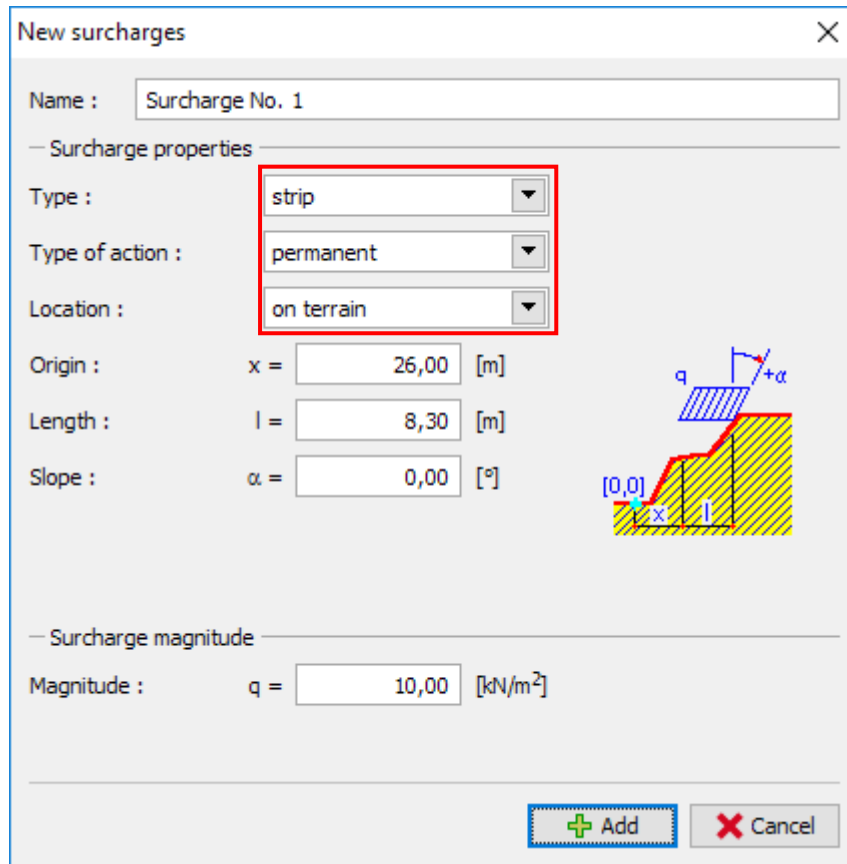 New surcharges
Name : Surcharge No. 1
Surcharge properties
Type : strip
Type of action : permanent
Location : on terrain
Origin : x = 26,00 [m]
Length : l = 8,30 [m]
Slope : α = 0,00 [°]
q +α
[0,0]
x l
Surcharge magnitude
Magnitude : q = 10,00 [kN/m²]
Add Cancel